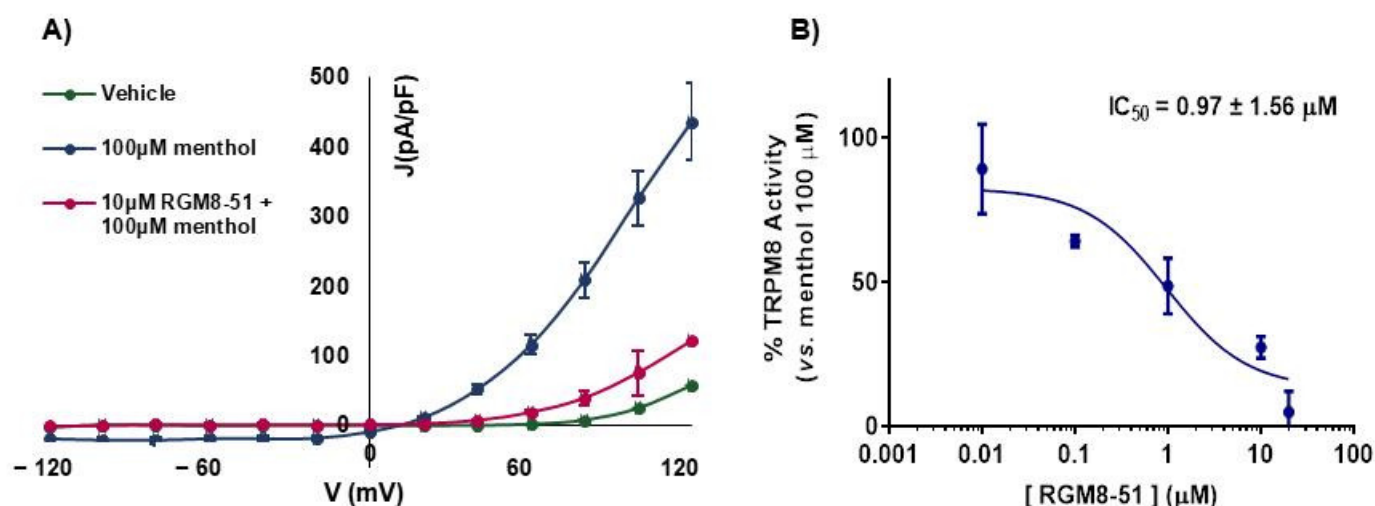 A)
Vehicle
100µM menthol
10µM RGM8-51 +
100µM menthol
J(pA/pF)
500
400
300
200
100
0
0
− 120
− 60
60
120
V (mV)
B)
IC50 = 0.97 ± 1.56 µM
% TRPM8 Activity
(vs. menthol 100 µM)
100
50
0
0.001
0.01
0.1
1
10
100
[ RGM8-51 ] (µM)